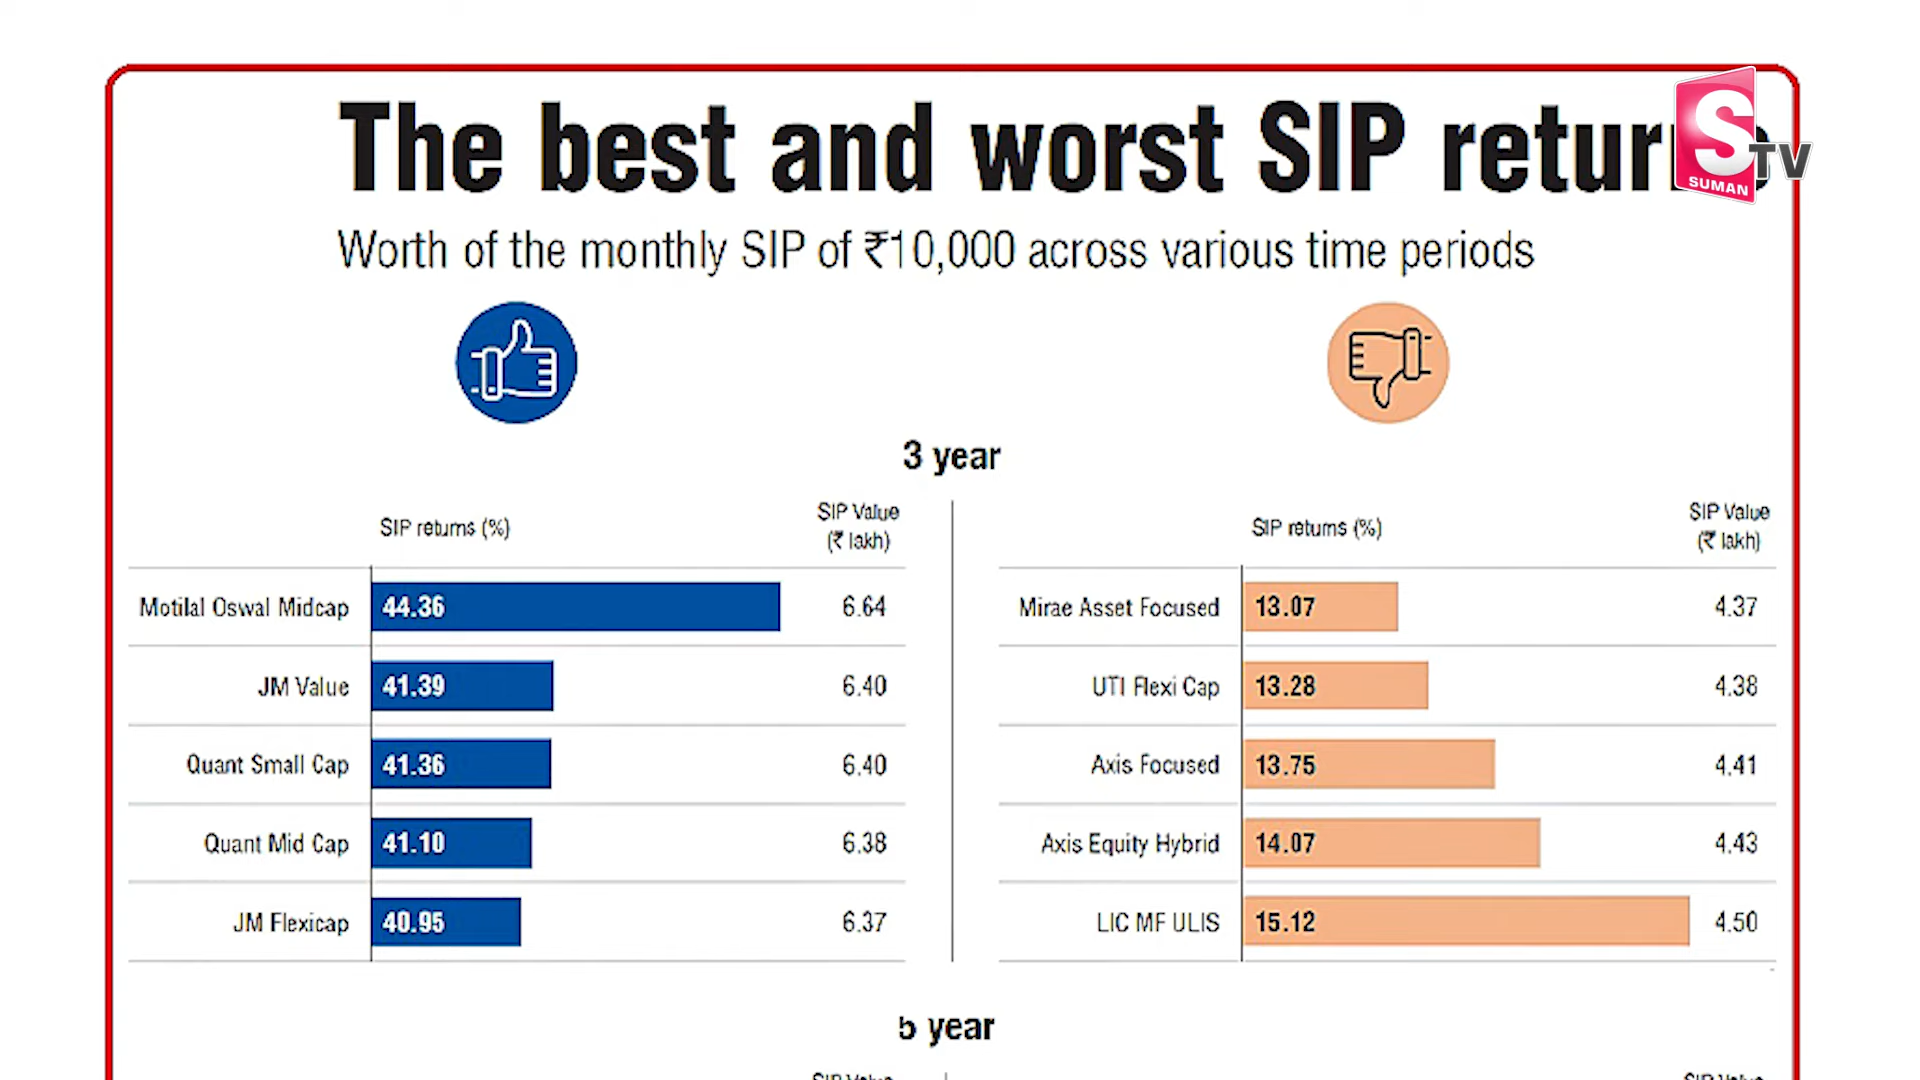 The best and worst SIP
S
TV
SUMAN
Worth of the monthly SIP of ₹10,000 across various time periods
3 year
SIP returns (%)
SIP Value
(₹ lakh)
Motilal Oswal Midcap 44.36 6.64
JM Value 41.39 6.40
Quant Small Cap 41.36 6.40
Quant Mid Cap 41.10 6.38
JM Flexicap 40.95 6.37
SIP returns (%)
SIP Value
(₹ lakh)
Mirae Asset Focused 13.07 4.37
UTI Flexi Cap 13.28 4.38
Axis Focused 13.75 4.41
Axis Equity Hybrid 14.07 4.43
LIC MF ULIS 15.12 4.50
5 year
SIP Value
SIP Value